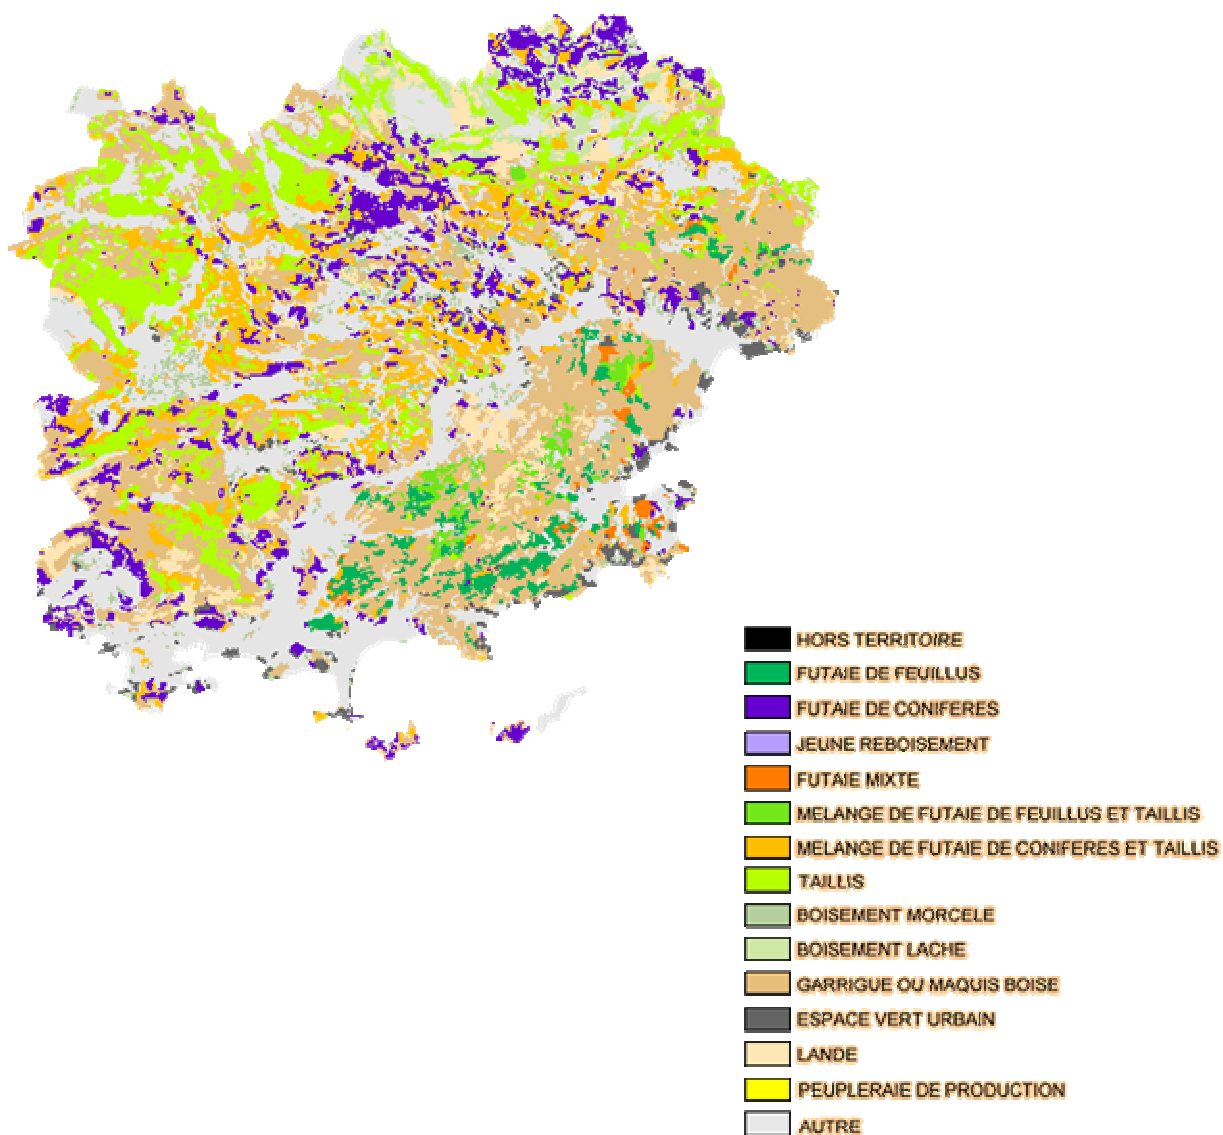 HORS TERRITOIRE
FUTAIE DE FEUILLUS
FUTAIE DE CONIFERES
JEUNE REBOISEMENT
FUTAIE MIXTE
MELANGE DE FUTAIE DE FEUILLUS ET TAILLIS
MELANGE DE FUTAIE DE CONIFERES ET TAILLIS
TAILLIS
BOISEMENT MORCELE
BOISEMENT LACHE
GARRIGUE OU MAQUIS BOISE
ESPACE VERT URBAIN
LANDE
PEUPLERAIE DE PRODUCTION
AUTRE